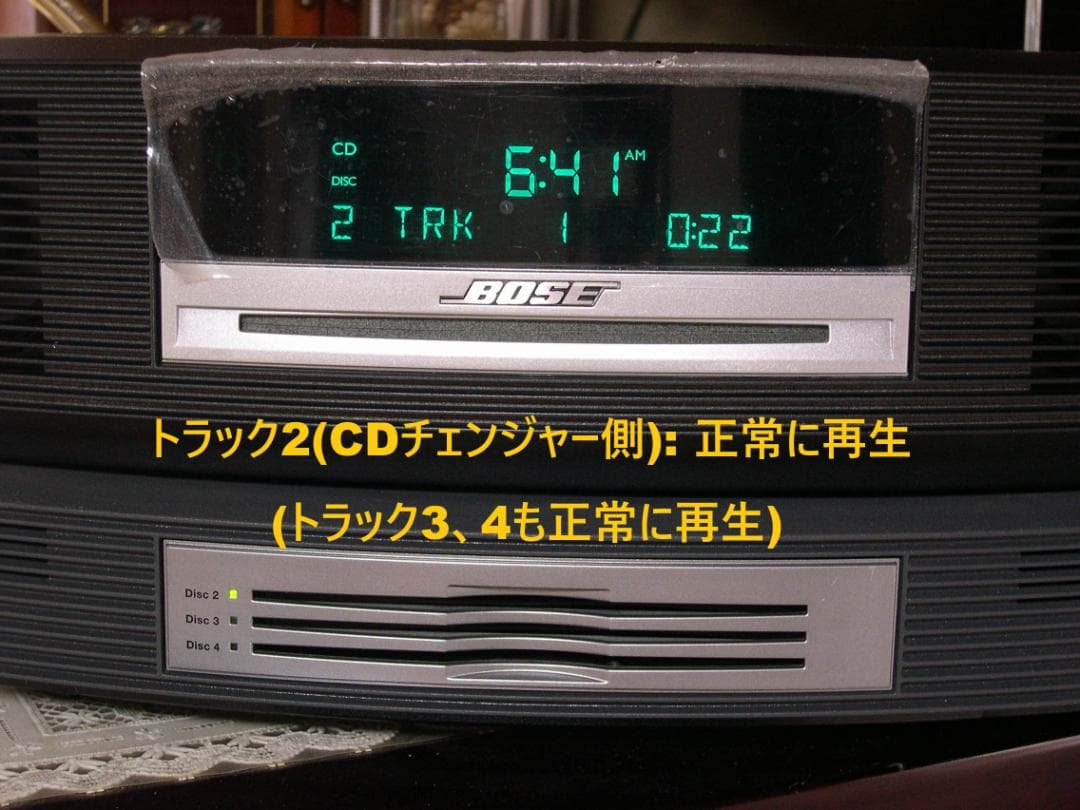 CD
6:41 AM
DISC
2 TRK 1 0:22
BOSE
トラック2(CDチェンジャー側): 正常に再生
(トラック3、4も正常に再生)
Disc 2
Disc 3
Disc 4